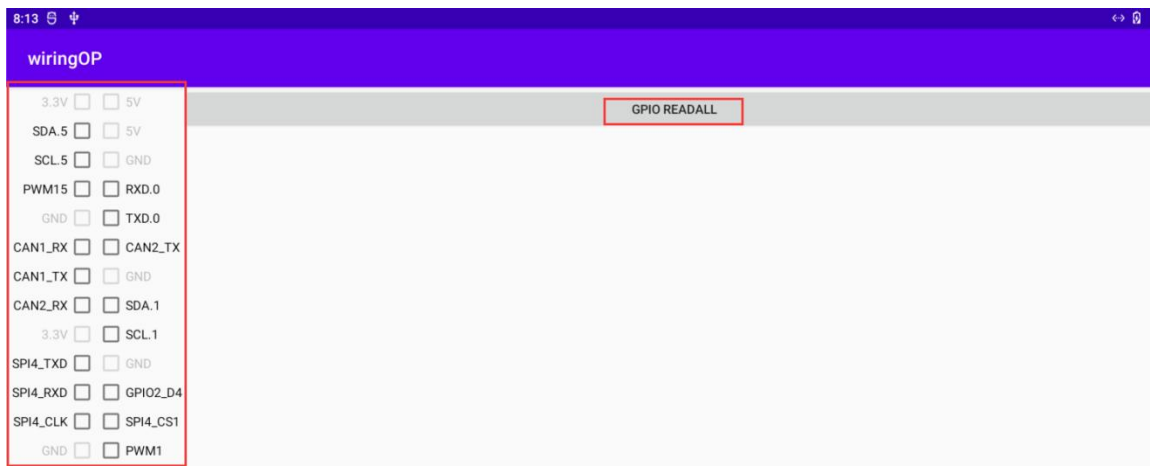 8:13
wiringOP
3.3V 5V
GPIO READALL
SDA.5 5V
SCL.5 GND
PWM15 RXD.0
GND TXD.0
CAN1_RX CAN2_TX
CAN1_TX GND
CAN2_RX SDA.1
3.3V SCL.1
SPI4_TXD GND
SPI4_RXD GPIO2_D4
SPI4_CLK SPI4_CS1
GND PWM1